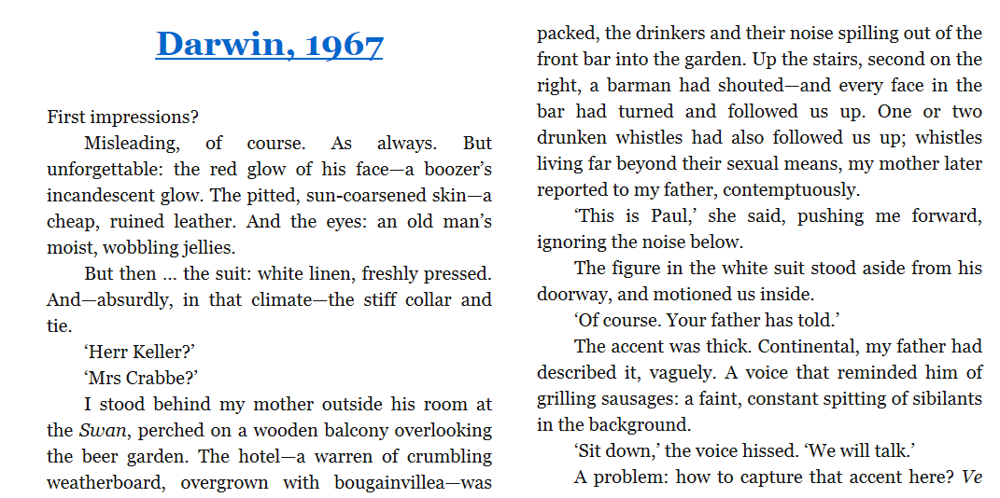 Darwin, 1967
First impressions?
Misleading, of course. As always. But
unforgettable: the red glow of his face—a boozer’s
incandescent glow. The pitted, sun-coarsened skin—a
cheap, ruined leather. And the eyes: an old man’s
moist, wobbling jellies.
But then ... the suit: white linen, freshly pressed.
And—absurdly, in that climate—the stiff collar and
tie.
‘Herr Keller?’
‘Mrs Crabbe?’
I stood behind my mother outside his room at
the Swan, perched on a wooden balcony overlooking
the beer garden. The hotel—a warren of crumbling
weatherboard, overgrown with bougainvillea—was
packed, the drinkers and their noise spilling out of the
front bar into the garden. Up the stairs, second on the
right, a barman had shouted—and every face in the
bar had turned and followed us up. One or two
drunken whistles had also followed us up; whistles
living far beyond their sexual means, my mother later
reported to my father, contemptuously.
‘This is Paul,’ she said, pushing me forward,
ignoring the noise below.
The figure in the white suit stood aside from his
doorway, and motioned us inside.
‘Of course. Your father has told.’
The accent was thick. Continental, my father had
described it, vaguely. A voice that reminded him of
grilling sausages: a faint, constant spitting of sibilants
in the background.
‘Sit down,’ the voice hissed. ‘We will talk.’
A problem: how to capture that accent here? Ve